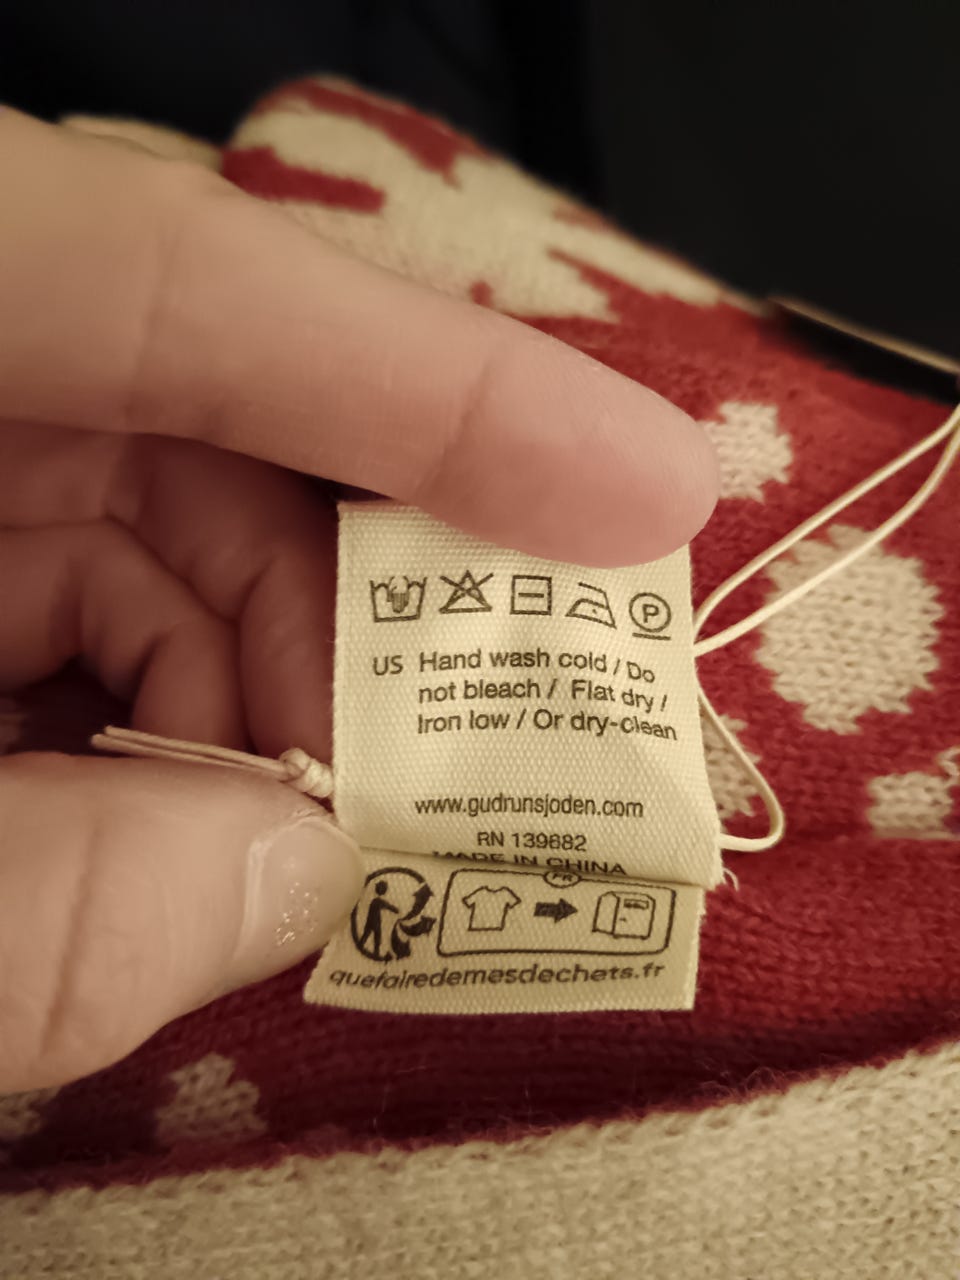 P
US Hand wash cold / Do
not bleach / Flat dry /
Iron low / Or dry-clean
www.gudrunsjoden.com
RN 139682
MADE IN CHINA
FR
quefairedemesdechets.fr